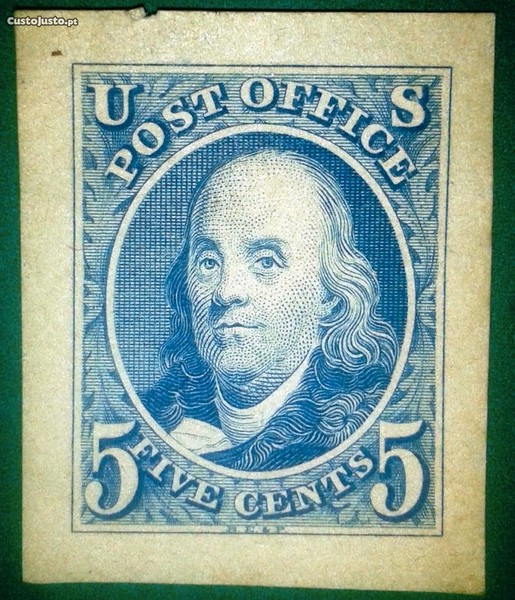 CustoJusto.pt
U S
POST OFFICE
5 FIVE CENTS 5